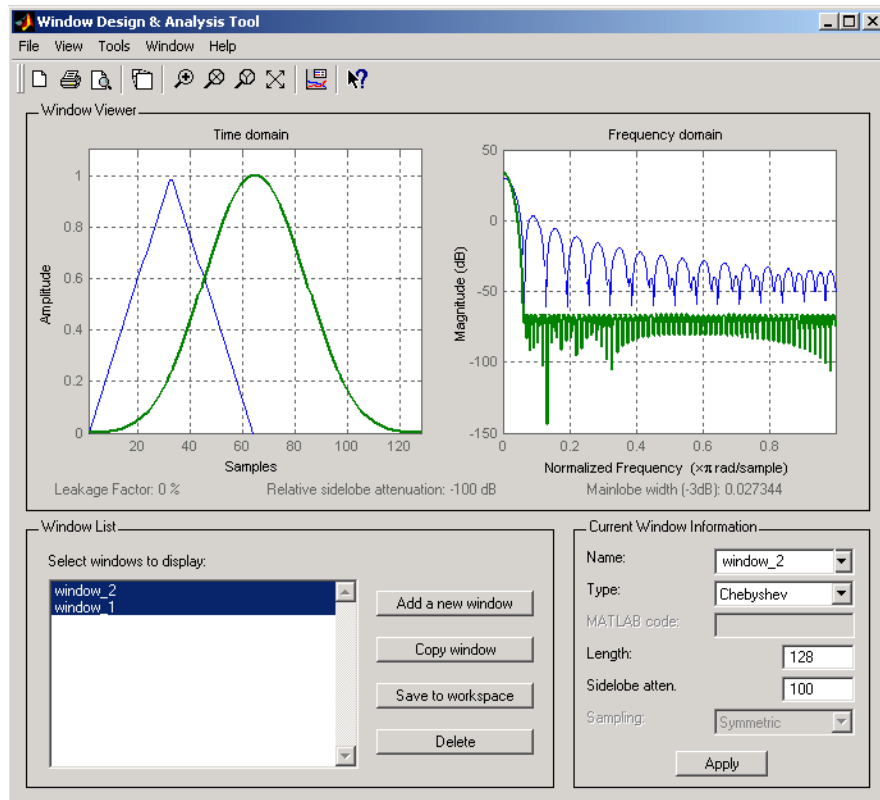 Window Design & Analysis Tool
File View Tools Window Help
Window Viewer
Time domain
1
0.8
0.6
0.4
0.2
0
Amplitude
20 40 60 80 100 120
Samples
Frequency domain
50
0
-50
-100
-150
Magnitude (dB)
0 0.2 0.4 0.6 0.8
Normalized Frequency (×π rad/sample)
Leakage Factor: 0 % Relative sidelobe attenuation: -100 dB Mainlobe width (-3dB): 0.027344
Window List
Select windows to display:
window_2
window_1
Add a new window
Copy window
Save to workspace
Delete
Current Window Information
Name: window_2
Type: Chebyshev
MATLAB code:
Length: 128
Sidelobe atten. 100
Sampling: Symmetric
Apply